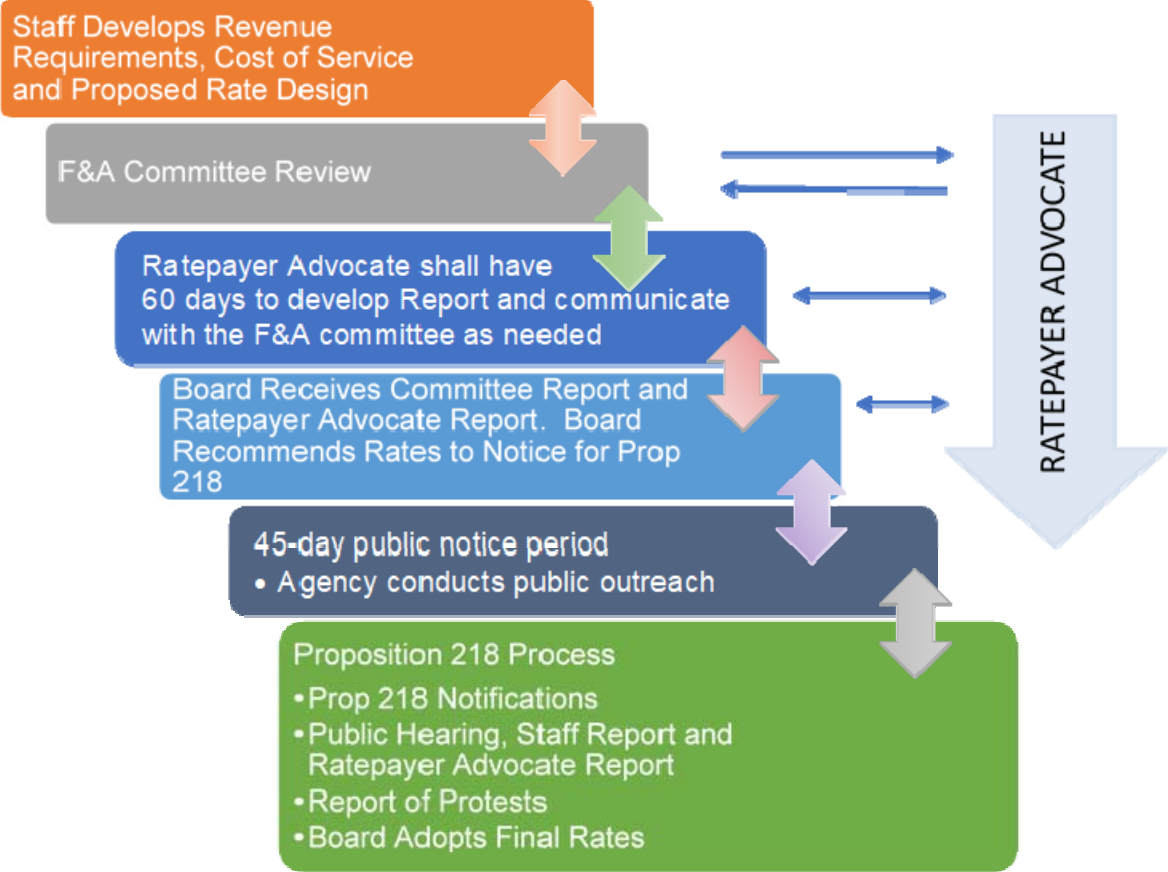 Staff Develops Revenue
Requirements, Cost of Service
and Proposed Rate Design
F&A Committee Review
Ratepayer Advocate shall have
60 days to develop Report and communicate
with the F&A committee as needed
Board Receives Committee Report and
Ratepayer Advocate Report.  Board
Recommends Rates to Notice for Prop
218
45-day public notice period
• Agency conducts public outreach
Proposition 218 Process
• Prop 218 Notifications
• Public Hearing, Staff Report and
Ratepayer Advocate Report
• Report of Protests
• Board Adopts Final Rates
RATEPAYER ADVOCATE